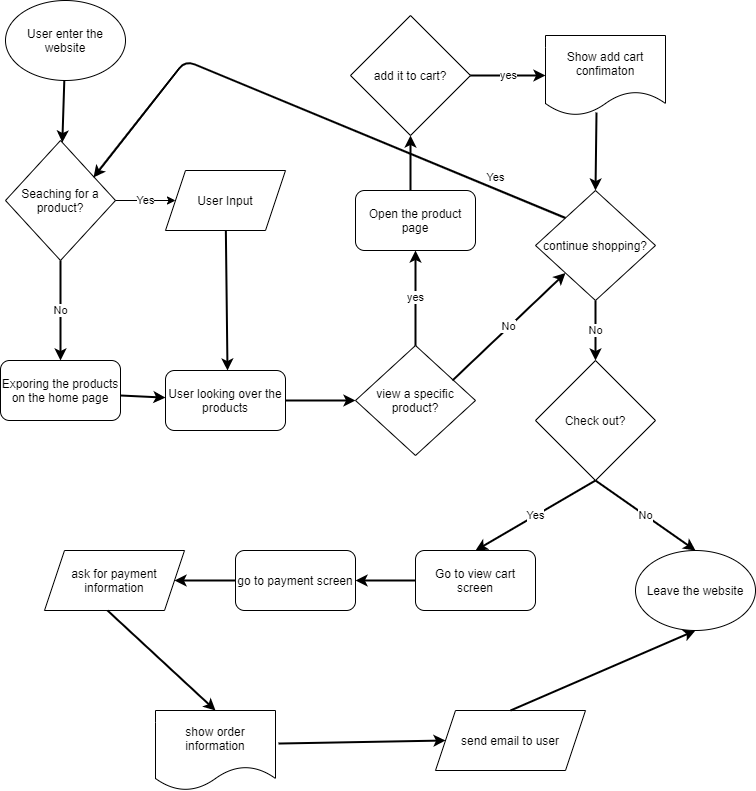 User enter the
website
add it to cart?
yes
Show add cart
confimaton
Seaching for a
product?
Yes
User Input
Yes
Open the product
page
continue shopping?
No
yes
No
No
Exporing the products
on the home page
User looking over the
products
view a specific
product?
Check out?
Yes
No
ask for payment
information
go to payment screen
Go to view cart
screen
Leave the website
show order
information
send email to user